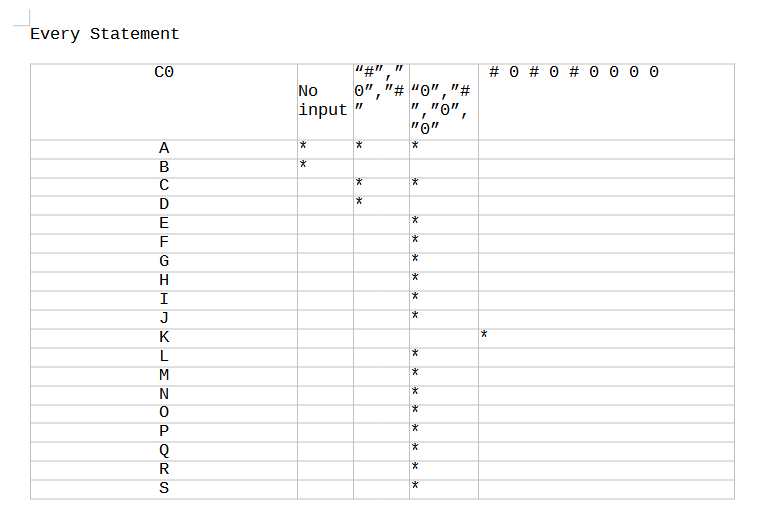 Every Statement
C0 No input “#”,”0”,”#” “0”,”#”,”0”,”0” # 0 # 0 # 0 0 0 0
A * * *
B *
C * *
D *
E *
F *
G *
H *
I *
J *
K *
L *
M *
N *
O *
P *
Q *
R *
S *